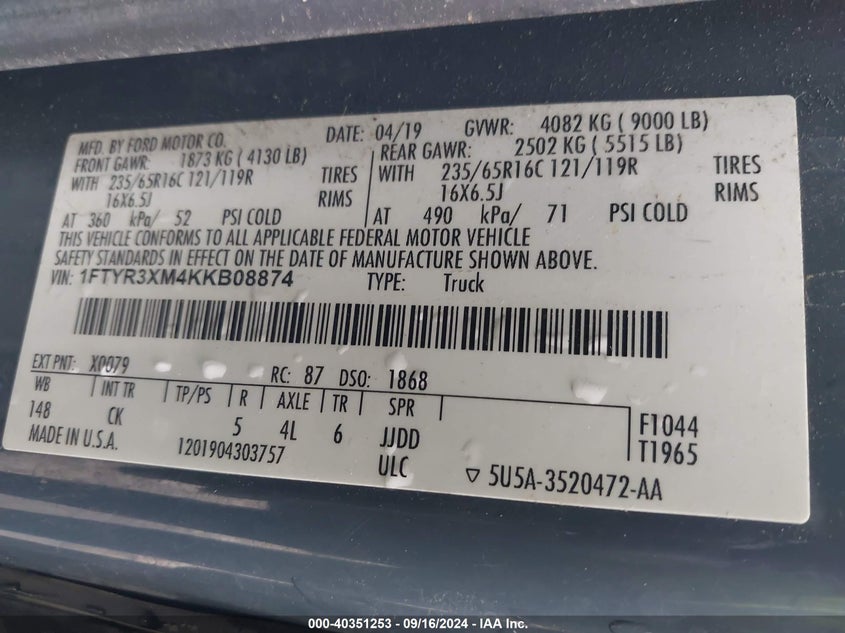 MFD. BY FORD MOTOR CO. DATE: 04/19 GVWR: 4082 KG ( 9000 LB)
FRONT GAWR: 1873 KG ( 4130 LB) REAR GAWR: 2502 KG ( 5515 LB)
WITH 235/65R16C 121/119R TIRES WITH 235/65R16C 121/119R TIRES
16X6.5J RIMS 16X6.5J RIMS
AT 360 kPa/ 52 PSI COLD AT 490 kPa/ 71 PSI COLD
THIS VEHICLE CONFORMS TO ALL APPLICABLE FEDERAL MOTOR VEHICLE
SAFETY STANDARDS IN EFFECT ON THE DATE OF MANUFACTURE SHOWN ABOVE.
VIN: 1FTYR3XM4KKB08874 TYPE: Truck
EXT PNT: X0079 RC: 87 DSO: 1868
WB INT TR TP/PS R AXLE TR SPR F1044
148 CK 5 4L 6 JJDD T1965
MADE IN U.S.A. 1201904303757 ULC ▽ 5U5A-3520472-AA
000-40351253 - 09/16/2024 - IAA Inc.